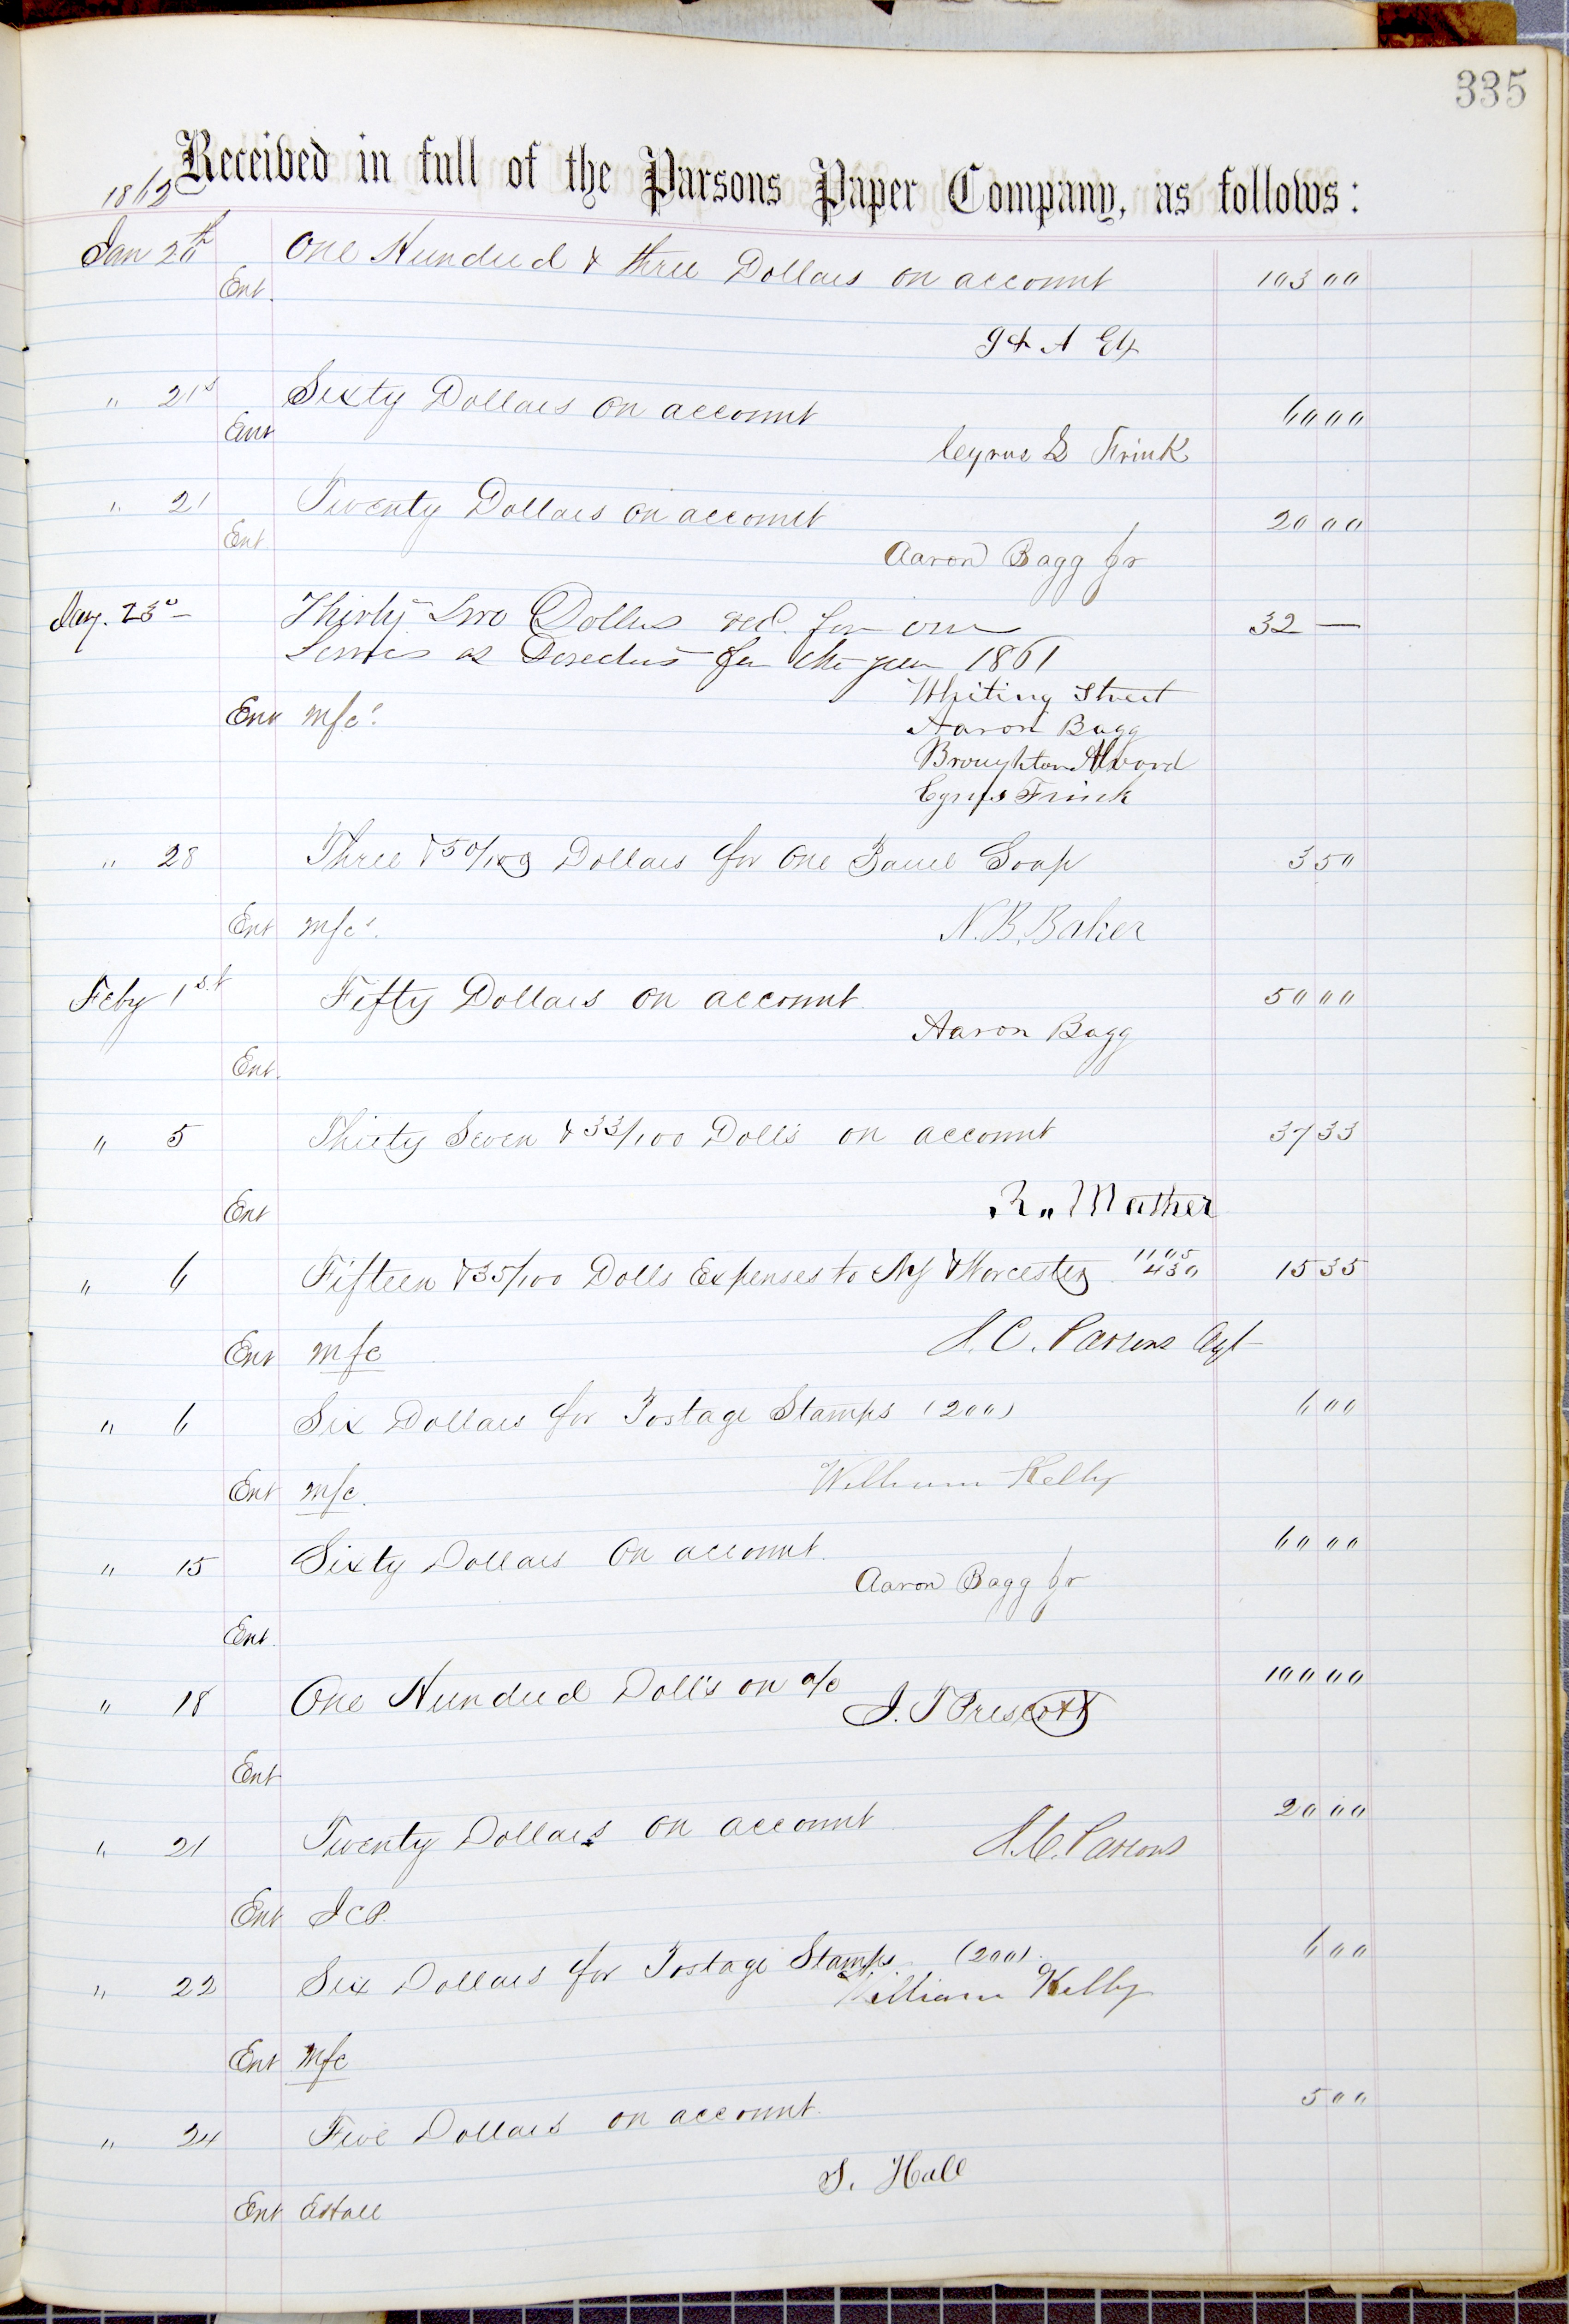 335
Received in full of the Parsons Paper Company, as follows:
1862
Jan 20th One Hundred & three Dollars on account 103 00
Ent.
J & A Ely
" 21s Sixty Dollars on account 60 00
Ent
Cyrus Frink
" 21 Twenty Dollars on account 20 00
Ent.
Aaron Bagg Jr
Jay. 23d Thirty two Dollars recd. for our 32 —
Services as Directors for the year 1861
Whiting Street
Ent mfc.
Aaron Bagg
Broughton Alvord
Cyrus Frink
" 28 Three & 50/100 Dollars for One Barrel Soap 3 50
Ent mfc.
N. B. Baker
Feby 1st Fifty Dollars on account 50 00
Aaron Bagg
Ent.
" 5 Thirty Seven & 33/100 Dolls on account 37 33
Ent
R. Mather
" 6 Fifteen & 35/100 Dolls Expenses to NY & Worcester 11 05 15 35
4 30
Ent mfc
J. C. Parsons Agt
" 6 Six Dollars for Postage Stamps (200) 6 00
Ent mfc.
William Kelly
" 15 Sixty Dollars on account. 60 00
Aaron Bagg Jr
Ent.
" 18 One Hundred Dolls on a/c 100 00
J. T Prescott
Ent
" 21 Twenty Dollars on account 20 00
J. C. Parsons
Ent J C P.
" 22 Six Dollars for Postage Stamps (200). 6 00
William Kelly
Ent mfc
" 24 Five Dollars on account. 5 00
S. Hall
Ent